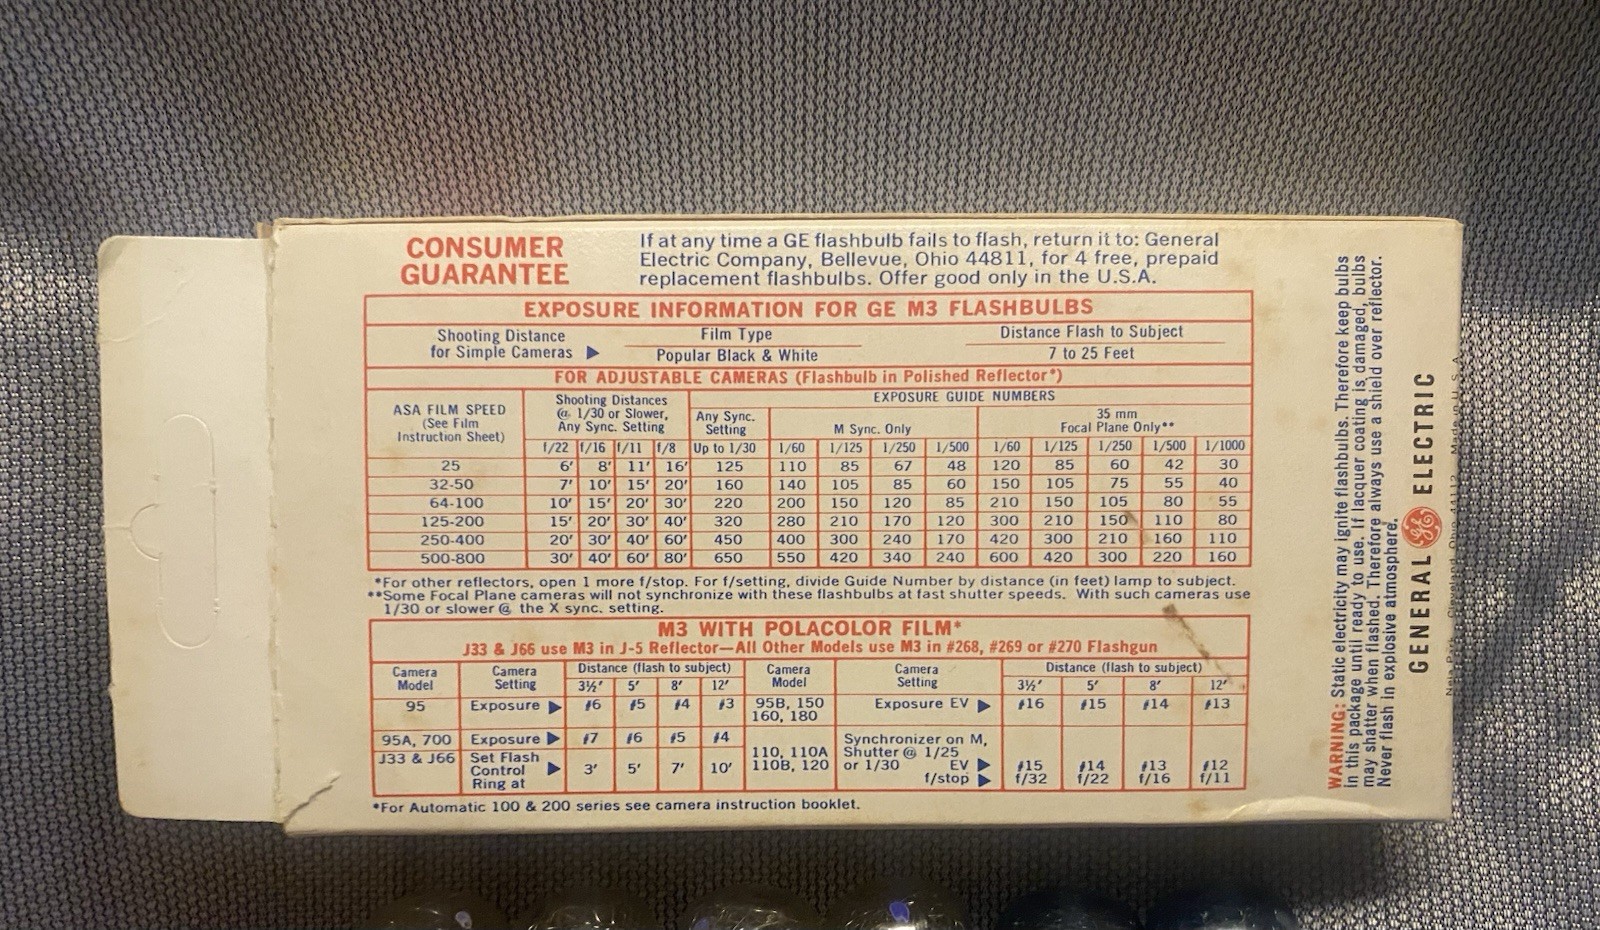 CONSUMER
GUARANTEE
If at any time a GE flashbulb fails to flash, return it to: General
Electric Company, Bellevue, Ohio 44811, for 4 free, prepaid
replacement flashbulbs. Offer good only in the U.S.A.
EXPOSURE INFORMATION FOR GE M3 FLASHBULBS
Shooting Distance
for Simple Cameras ▶
Film Type
Popular Black & White
Distance Flash to Subject
7 to 25 Feet
FOR ADJUSTABLE CAMERAS (Flashbulb in Polished Reflector*)
ASA FILM SPEED
(See Film
Instruction Sheet)
Shooting Distances
@ 1/30 or Slower,
Any Sync. Setting
EXPOSURE GUIDE NUMBERS
Any Sync.
Setting
M Sync. Only
35 mm
Focal Plane Only**
f/22 f/16 f/11 f/8 Up to 1/30 1/60 1/125 1/250 1/500 1/60 1/125 1/250 1/500 1/1000
25 6' 8' 11' 16' 125 110 85 67 48 120 85 60 42 30
32-50 7' 10' 15' 20' 160 140 105 85 60 150 105 75 55 40
64-100 10' 15' 20' 30' 220 200 150 120 85 210 150 105 80 55
125-200 15' 20' 30' 40' 320 280 210 170 120 300 210 150 110 80
250-400 20' 30' 40' 60' 450 400 300 240 170 420 300 210 160 110
500-800 30' 40' 60' 80' 650 550 420 340 240 600 420 300 220 160
*For other reflectors, open 1 more f/stop. For f/setting, divide Guide Number by distance (in feet) lamp to subject.
**Some Focal Plane cameras will not synchronize with these flashbulbs at fast shutter speeds. With such cameras use
1/30 or slower @ the X sync. setting.
M3 WITH POLACOLOR FILM*
J33 & J66 use M3 in J-5 Reflector—All Other Models use M3 in #268, #269 or #270 Flashgun
Camera
Model
Camera
Setting
Distance (flash to subject)
3½' 5' 8' 12'
95 Exposure ▶ #6 #5 #4 #3
95A, 700 Exposure ▶ #7 #6 #5 #4
J33 & J66 Set Flash
Control ▶ 3' 5' 7' 10'
Ring at
Camera
Model
Camera
Setting
Distance (flash to subject)
3½' 5' 8' 12'
95B, 150 Exposure EV ▶ #16 #15 #14 #13
160, 180
Synchronizer on M,
110, 110A Shutter @ 1/25
110B, 120 or 1/30 EV ▶ #15 #14 #13 #12
f/stop ▶ f/32 f/22 f/16 f/11
*For Automatic 100 & 200 series see camera instruction booklet.
WARNING: Static electricity may ignite flashbulbs. Therefore keep bulbs
in this package until ready to use. If lacquer coating is damaged, bulbs
may shatter when flashed. Therefore always use a shield over reflector.
Never flash in explosive atmosphere.
GENERAL GE ELECTRIC
Cleveland, Ohio 44112 Made in U.S.A.